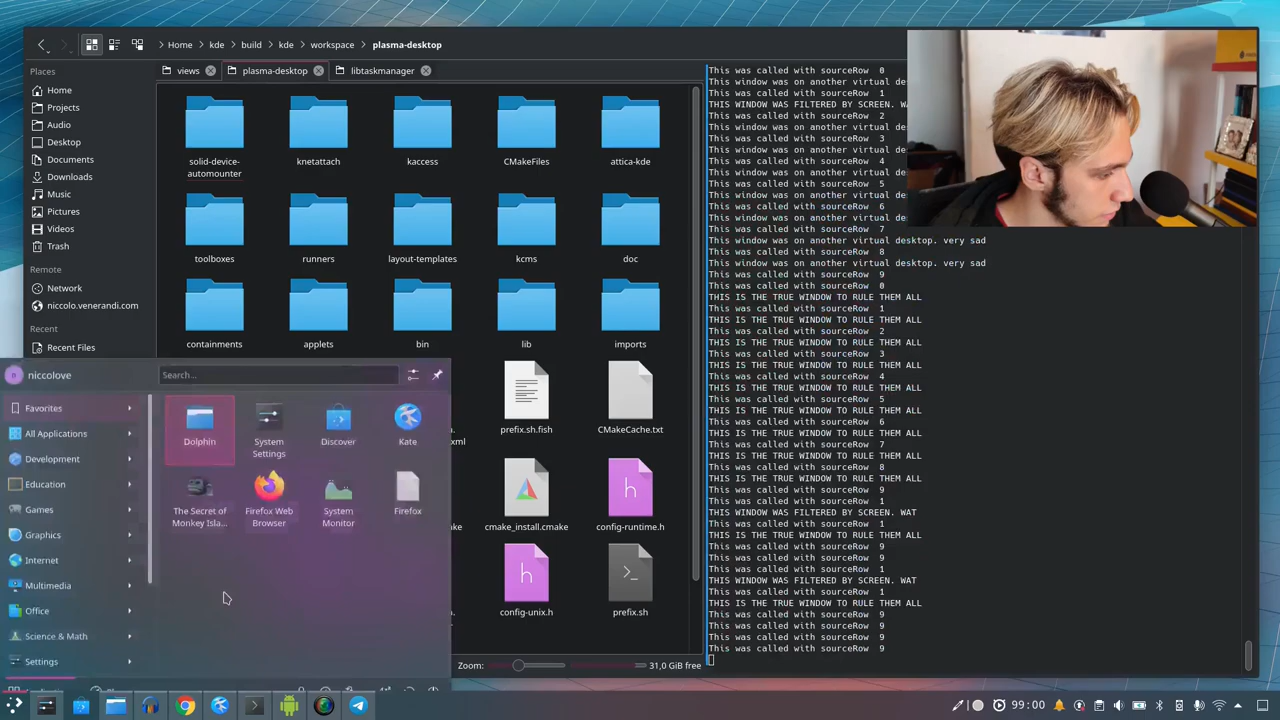 Home > kde > build > kde > workspace > plasma-desktop
Places
views
plasma-desktop
libtaskmanager
Home
Projects
Audio
Desktop
Documents
Downloads
Music
Pictures
Videos
Trash
Remote
Network
niccolo.venerandi.com
Recent
Recent Files
solid-device-
automounter
knetattach
kaccess
CMakeFiles
attica-kde
toolboxes
runners
layout-templates
kcms
doc
containments
applets
bin
lib
imports
prefix.sh.fish
CMakeCache.txt
xml
cmake_install.cmake
config-runtime.h
config-unix.h
prefix.sh
Zoom:
31,0 GiB free
niccolove
Search...
Favorites
All Applications
Development
Education
Games
Graphics
Internet
Multimedia
Office
Science & Math
Settings
Dolphin
System
Settings
Discover
Kate
The Secret of
Monkey Isla...
Firefox Web
Browser
System
Monitor
Firefox
This was called with sourceRow 0
This window was on another virtual de
This was called with sourceRow 1
THIS WINDOW WAS FILTERED BY SCREEN. W
This was called with sourceRow 2
This window was on another virtual de
This was called with sourceRow 3
This window was on another virtual de
This was called with sourceRow 4
This window was on another virtual de
This was called with sourceRow 5
This window was on another virtual de
This was called with sourceRow 6
This window was on another virtual de
This was called with sourceRow 7
This window was on another virtual desktop. very sad
This was called with sourceRow 8
This window was on another virtual desktop. very sad
This was called with sourceRow 9
This was called with sourceRow 0
THIS IS THE TRUE WINDOW TO RULE THEM ALL
This was called with sourceRow 1
THIS IS THE TRUE WINDOW TO RULE THEM ALL
This was called with sourceRow 2
THIS IS THE TRUE WINDOW TO RULE THEM ALL
This was called with sourceRow 3
THIS IS THE TRUE WINDOW TO RULE THEM ALL
This was called with sourceRow 4
THIS IS THE TRUE WINDOW TO RULE THEM ALL
This was called with sourceRow 5
THIS IS THE TRUE WINDOW TO RULE THEM ALL
This was called with sourceRow 6
THIS IS THE TRUE WINDOW TO RULE THEM ALL
This was called with sourceRow 7
THIS IS THE TRUE WINDOW TO RULE THEM ALL
This was called with sourceRow 8
THIS IS THE TRUE WINDOW TO RULE THEM ALL
This was called with sourceRow 9
This was called with sourceRow 1
THIS WINDOW WAS FILTERED BY SCREEN. WAT
This was called with sourceRow 1
THIS IS THE TRUE WINDOW TO RULE THEM ALL
This was called with sourceRow 9
This was called with sourceRow 9
This was called with sourceRow 1
THIS WINDOW WAS FILTERED BY SCREEN. WAT
This was called with sourceRow 1
THIS IS THE TRUE WINDOW TO RULE THEM ALL
This was called with sourceRow 9
This was called with sourceRow 9
This was called with sourceRow 9
This was called with sourceRow 9
99:00